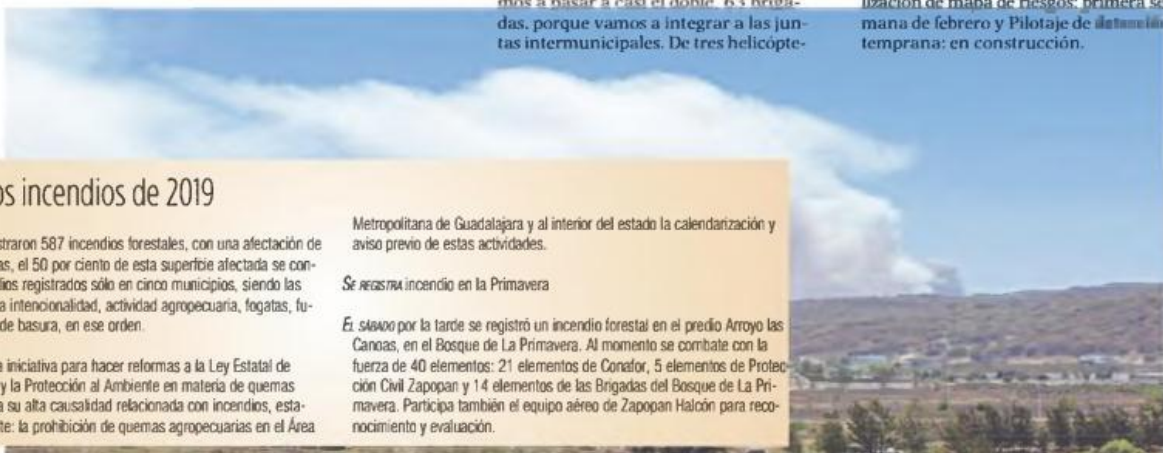 mos a pasar a casi el doble, 63 briga-
das, porque vamos a integrar a las jun-
tas intermunicipales. De tres helicópte-
lización de mapa de riesgos: primera se
mana de febrero y Pilotaje de detección
temprana: en construcción.
os incendios de 2019
straron 587 incendios forestales, con una afectación de
as, el 50 por ciento de esta superficie afectada se con-
dios registrados sólo en cinco municipios, siendo las
a intencionalidad, actividad agropecuaria, fogatas, fu-
de basura, en ese orden.
a iniciativa para hacer reformas a la Ley Estatal de
y la Protección al Ambiente en materia de quemas
a su alta causalidad relacionada con incendios, esta-
te: la prohibición de quemas agropecuarias en el Área
Metropolitana de Guadalajara y al interior del estado la calendarización y
aviso previo de estas actividades.
SE REGISTRA incendio en la Primavera
EL SÁBADO por la tarde se registró un incendio forestal en el predio Arroyo las
Canoas, en el Bosque de La Primavera. Al momento se combate con la
fuerza de 40 elementos: 21 elementos de Conafor, 5 elementos de Protec-
ción Civil Zapopan y 14 elementos de las Brigadas del Bosque de La Pri-
mavera. Participa también el equipo aéreo de Zapopan Halcón para reco-
nocimiento y evaluación.